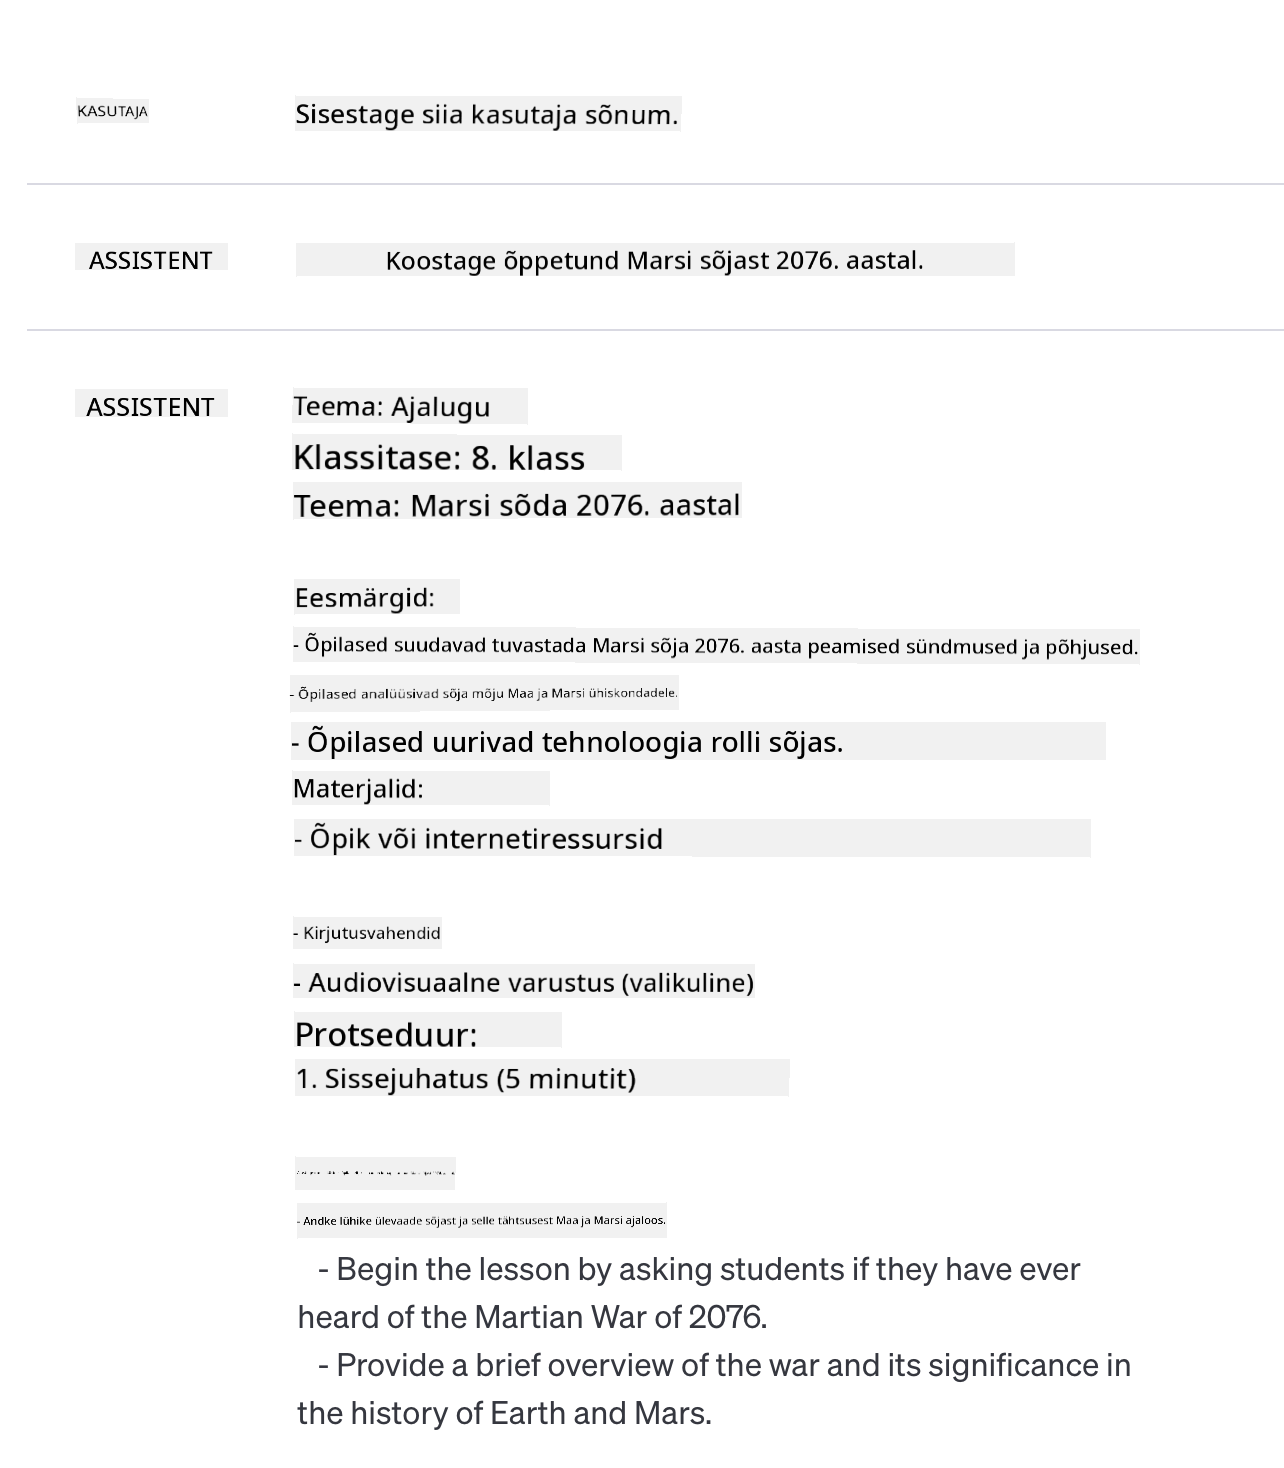 KASUTAJA
Sisestage siia kasutaja sõnum.
ASSISTENT
Koostage õppetund Marsi sõjast 2076. aastal.
ASSISTENT
Teema: Ajalugu
Klassitase: 8. klass
Teema: Marsi sõda 2076. aastal
Eesmärgid:
- Õpilased suudavad tuvastada Marsi sõja 2076. aasta peamised sündmused ja põhjused.
- Õpilased analüüsivad sõja mõju Maa ja Marsi ühiskondadele.
- Õpilased uurivad tehnoloogia rolli sõjas.
Materjalid:
- Õpik või internetiressursid
- Kirjutusvahendid
- Audiovisuaalne varustus (valikuline)
Protseduur:
1. Sissejuhatus (5 minutit)
- Andke lühike ülevaade sõjast ja selle tähtsusest Maa ja Marsi ajaloos.
- Begin the lesson by asking students if they have ever
heard of the Martian War of 2076.
- Provide a brief overview of the war and its significance in
the history of Earth and Mars.